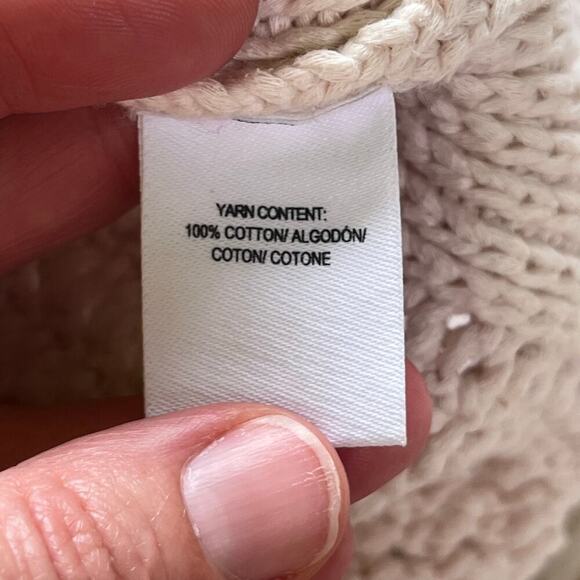 YARN CONTENT:
100% COTTON/ ALGODÓN/
COTON/ COTONE